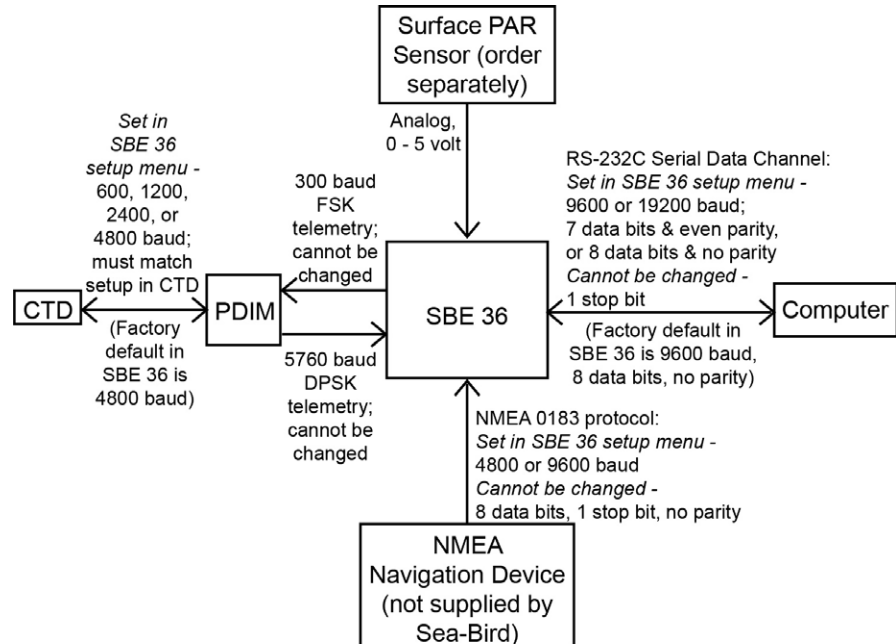 Surface PAR
Sensor (order
separately)
Analog,
0 - 5 volt
Set in
SBE 36
setup menu -
600, 1200,
2400, or
4800 baud;
must match
setup in CTD
300 baud
FSK
telemetry;
cannot be
changed
RS-232C Serial Data Channel:
Set in SBE 36 setup menu -
9600 or 19200 baud;
7 data bits & even parity,
or 8 data bits & no parity
Cannot be changed -
1 stop bit
CTD
PDIM
SBE 36
Computer
(Factory
default in
SBE 36 is
4800 baud)
5760 baud
DPSK
telemetry;
cannot be
changed
(Factory default in
SBE 36 is 9600 baud,
8 data bits, no parity)
NMEA 0183 protocol:
Set in SBE 36 setup menu -
4800 or 9600 baud
Cannot be changed -
8 data bits, 1 stop bit, no parity
NMEA
Navigation Device
(not supplied by
Sea-Bird)